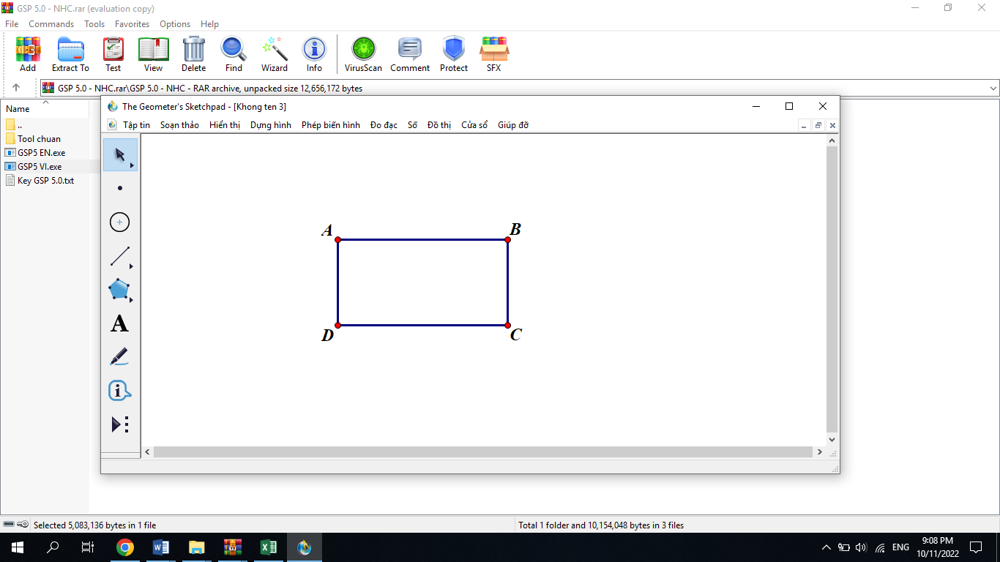 GSP 5.0 - NHC.rar (evaluation copy)
File Commands Tools Favorites Options Help
Add Extract To Test View Delete Find Wizard Info VirusScan Comment Protect SFX
GSP 5.0 - NHC.rar\GSP 5.0 - NHC - RAR archive, unpacked size 12,656,172 bytes
Name
..
Tool chuan
GSP5 EN.exe
GSP5 VI.exe
Key GSP 5.0.txt
The Geometer's Sketchpad - [Khong ten 3]
Tập tin Soạn thảo Hiển thị Dựng hình Phép biến hình Đo đạc Số Đồ thị Cửa sổ Giúp đỡ
A
A B
D C
Selected 5,083,136 bytes in 1 file
Total 1 folder and 10,154,048 bytes in 3 files
ENG
9:08 PM
10/11/2022